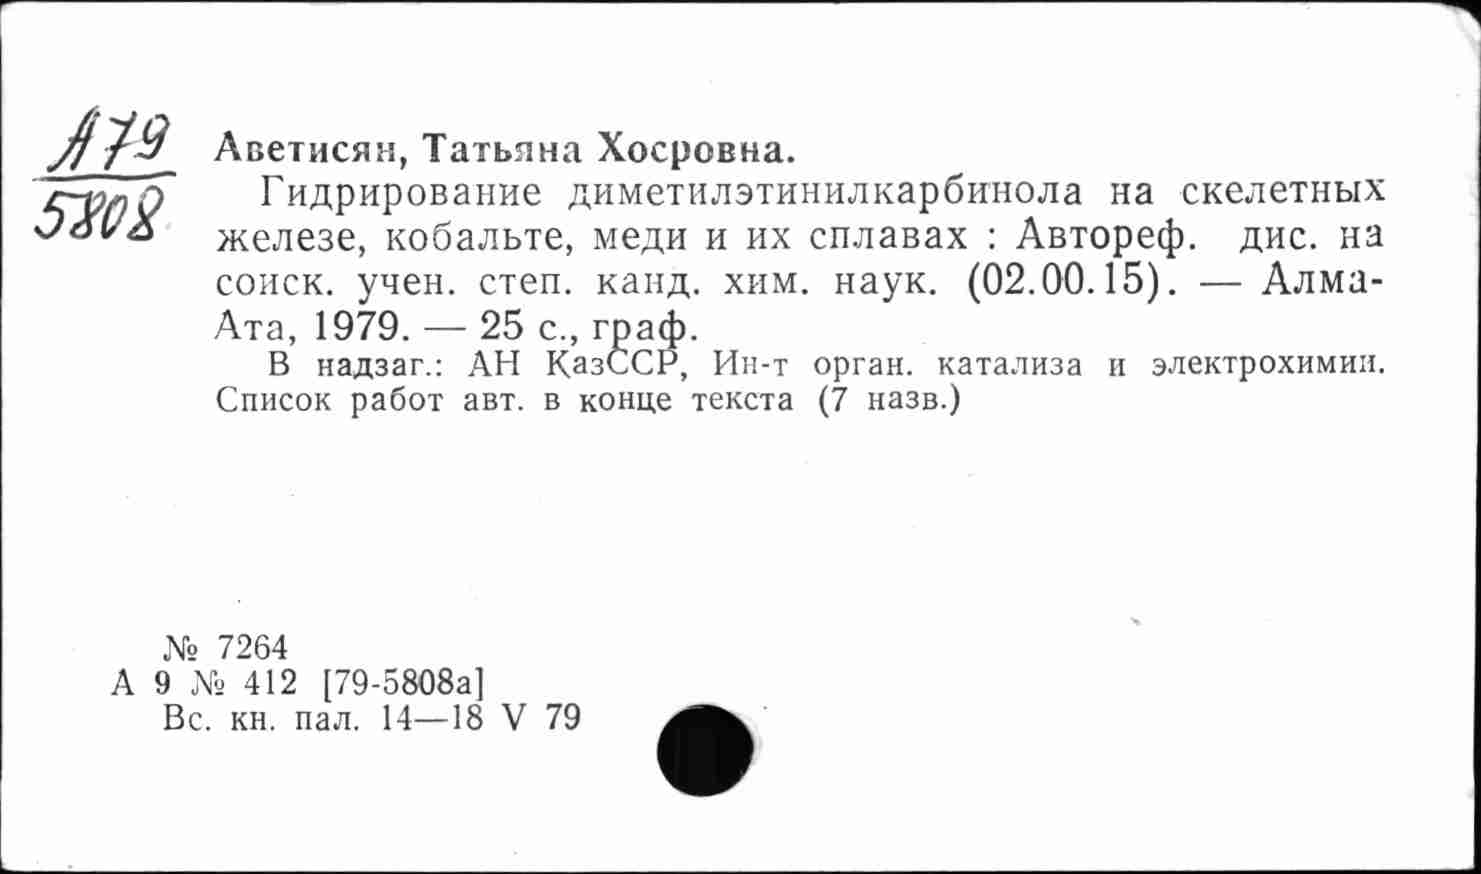 А79
5808
Аветисян, Татьяна Хосровна.
Гидрирование диметилэтинилкарбинола на скелетных
железе, кобальте, меди и их сплавах : Автореф. дис. на
соиск. учен. степ. канд. хим. наук. (02.00.15). — Алма-
Ата, 1979. — 25 с., граф.
В надзаг.: АН КазССР, Ин-т орган. катализа и электрохимии.
Список работ авт. в конце текста (7 назв.)
№ 7264
А 9 № 412 [79-5808а]
Вс. кн. пал. 14—18 V 79